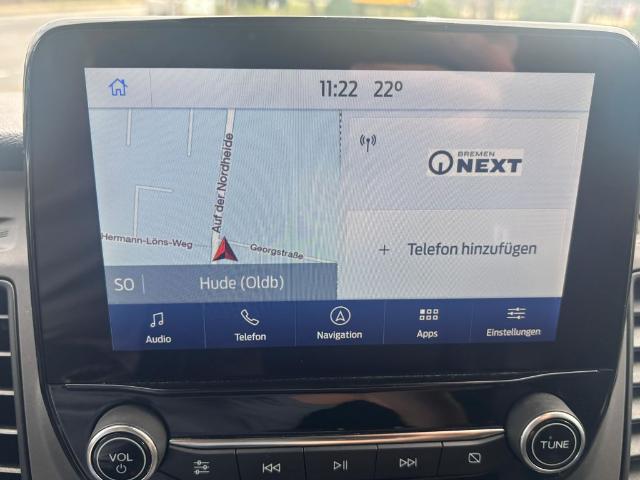 11:22 22°
Auf der Nordheide
BREMEN
NEXT
Hermann-Löns-Weg
Georgstraße
+ Telefon hinzufügen
SO
Hude (Oldb)
Audio
Telefon
Navigation
Apps
Einstellungen
VOL
TUNE